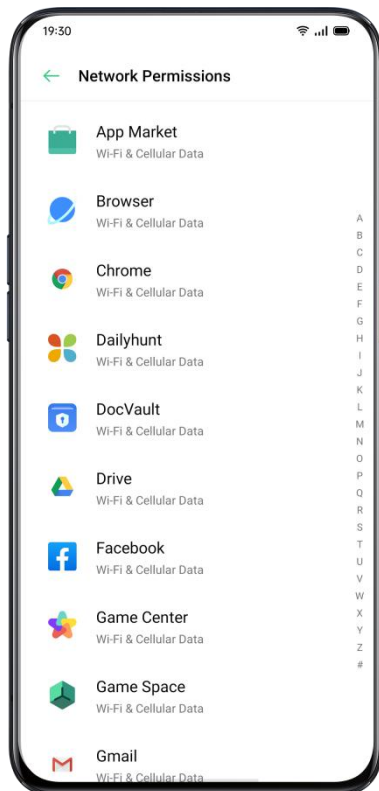 19:30
Network Permissions
App Market
Wi-Fi & Cellular Data
Browser
Wi-Fi & Cellular Data
Chrome
Wi-Fi & Cellular Data
Dailyhunt
Wi-Fi & Cellular Data
DocVault
Wi-Fi & Cellular Data
Drive
Wi-Fi & Cellular Data
Facebook
Wi-Fi & Cellular Data
Game Center
Wi-Fi & Cellular Data
Game Space
Wi-Fi & Cellular Data
Gmail
Wi-Fi & Cellular Data
A
B
C
D
E
F
G
H
I
J
K
L
M
N
O
P
Q
R
S
T
U
V
W
X
Y
Z
#